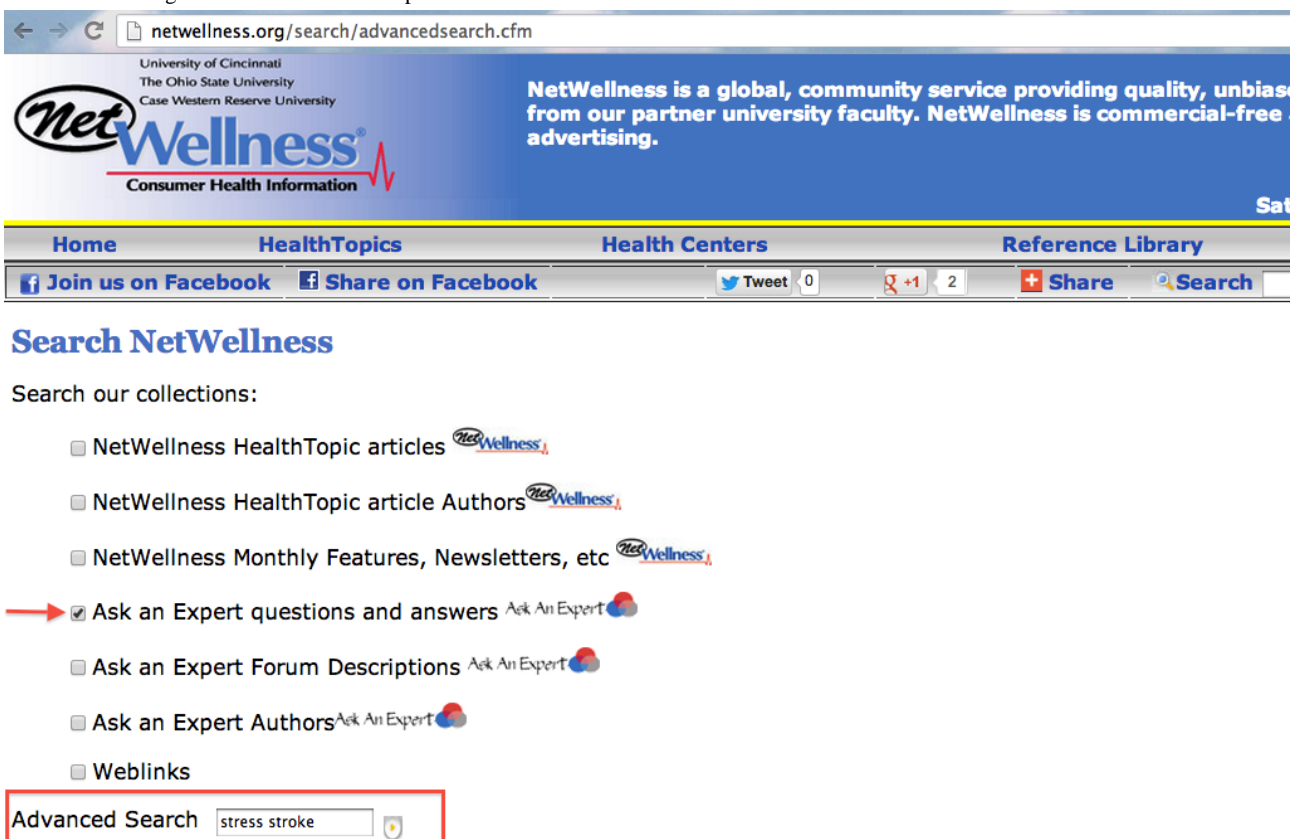 netwellness.org/search/advancedsearch.cfm
University of Cincinnati
The Ohio State University
Case Western Reserve University
Net Wellness®
Consumer Health Information
NetWellness is a global, community service providing quality,
from our partner university faculty. NetWellness is commercial-free
advertising.
Sat
Home HealthTopics Health Centers Reference Library
Join us on Facebook Share on Facebook Tweet 0 g +1 2 Share Search
Search NetWellness
Search our collections:
NetWellness HealthTopic articles NetWellness
NetWellness HealthTopic article Authors NetWellness
NetWellness Monthly Features, Newsletters, etc NetWellness
Ask an Expert questions and answers Ask An Expert
Ask an Expert Forum Descriptions Ask An Expert
Ask an Expert Authors Ask An Expert
Weblinks
Advanced Search stress stroke